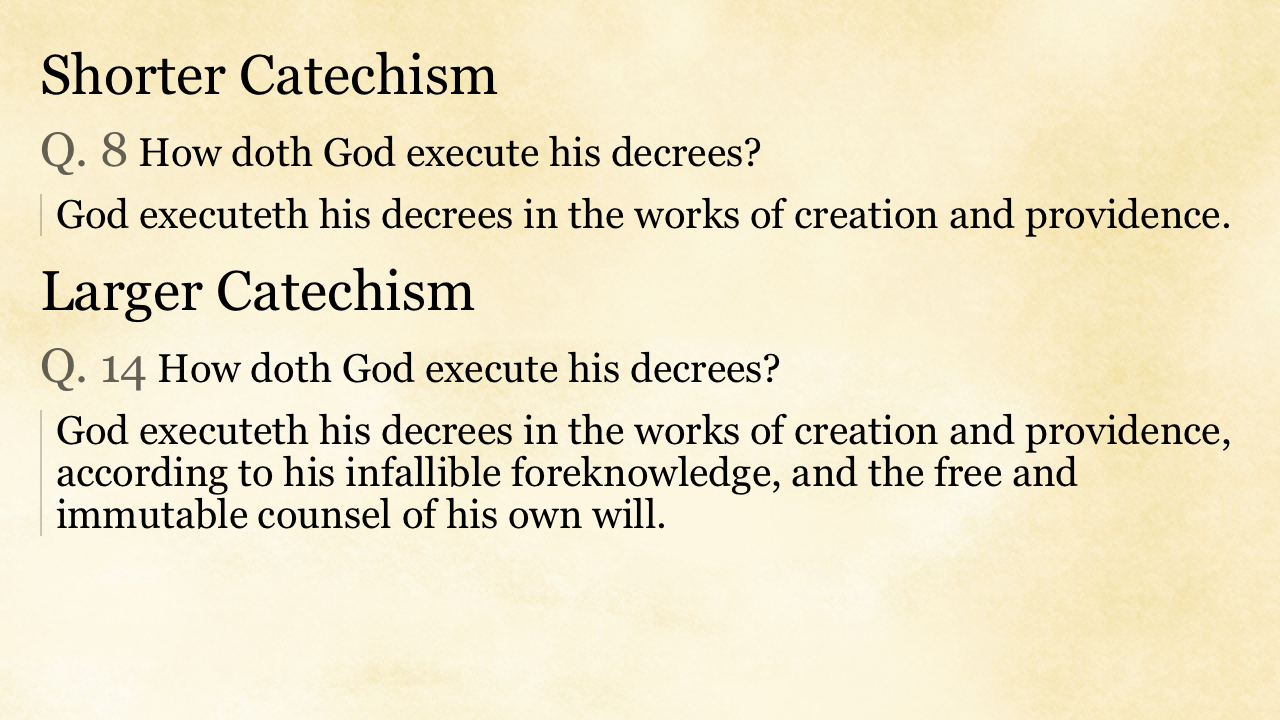 Shorter Catechism
Q. 8 How doth God execute his decrees?
God executeth his decrees in the works of creation and providence.
Larger Catechism
Q. 14 How doth God execute his decrees?
God executeth his decrees in the works of creation and providence,
according to his infallible foreknowledge, and the free and
immutable counsel of his own will.